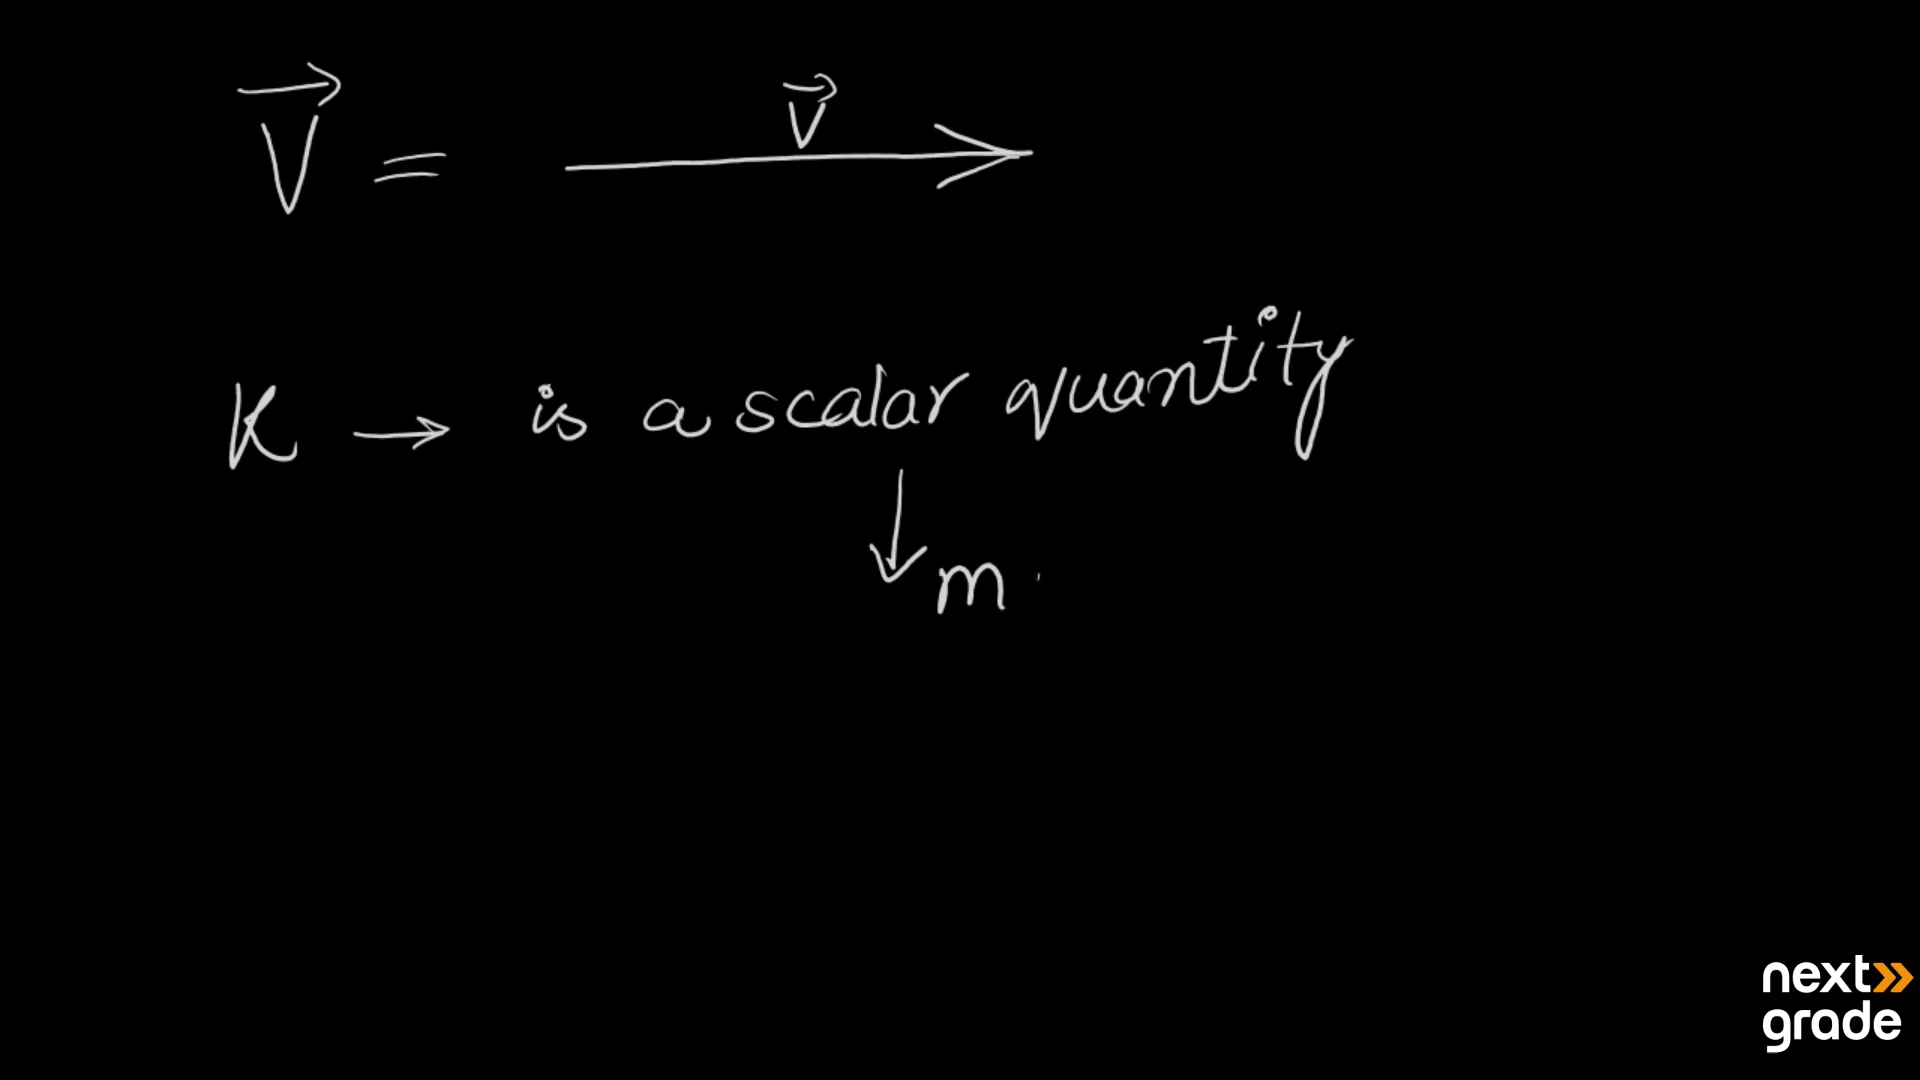 V⃗ = V⃗
K → is a scalar quantity
↓ m
next
grade